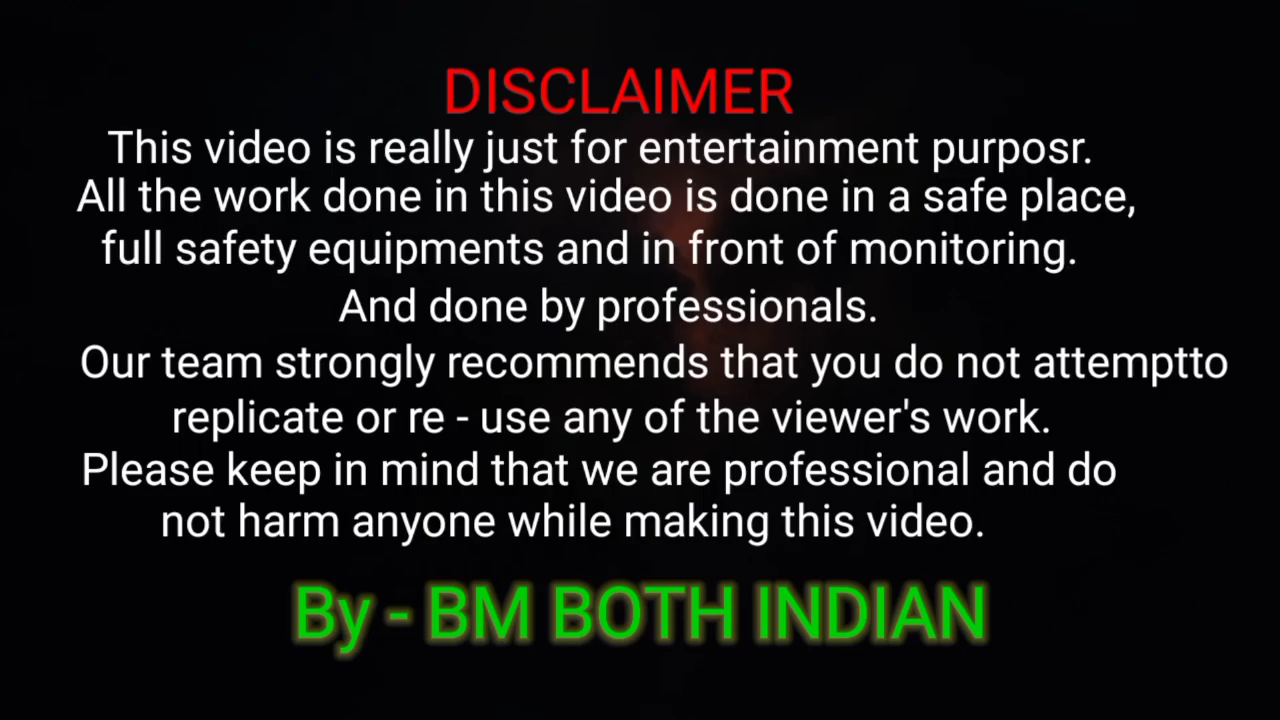 DISCLAIMER
This video is really just for entertainment purposr.
All the work done in this video is done in a safe place,
full safety equipments and in front of monitoring.
And done by professionals.
Our team strongly recommends that you do not attemptto
replicate or re - use any of the viewer's work.
Please keep in mind that we are professional and do
not harm anyone while making this video.
By - BM BOTH INDIAN